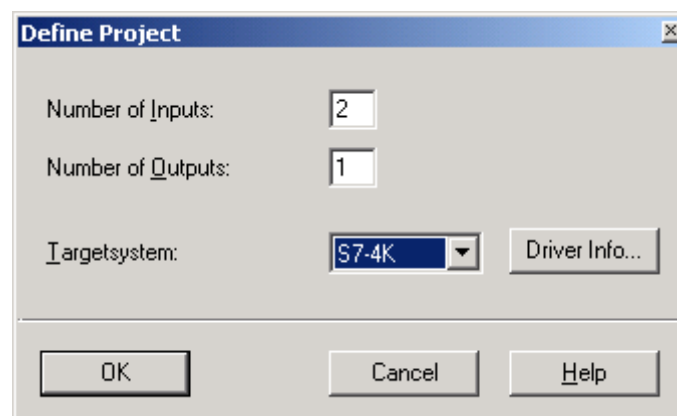 Define Project
Number of Inputs: 2
Number of Outputs: 1
Targetsystem: S7-4K Driver Info...
OK Cancel Help